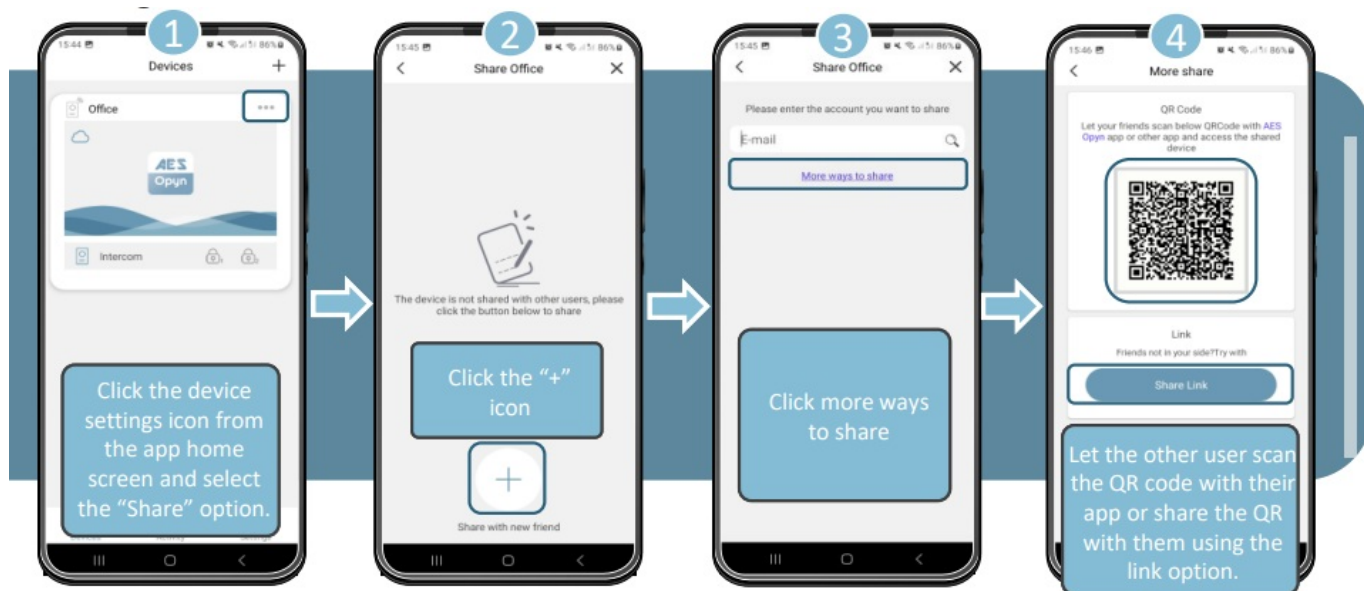 1
15:44
86%
Devices
+
Office
AES
Opyn
Intercom
Click the device
settings icon from
the app home
screen and select
the “Share” option.
2
15:45
86%
Share Office
The device is not shared with other users, please
click the button below to share
Click the “+”
icon
+
Share with new friend
3
15:45
86%
Share Office
Please enter the account you want to share
E-mail
More ways to share
Click more ways
to share
4
15:46
86%
More share
QR Code
Let your friends scan below QRCode with AES
Opyn app or other app and access the shared
device
Link
Friends not in your side?Try with
Share Link
Let the other user scan
the QR code with their
app or share the QR
with them using the
link option.